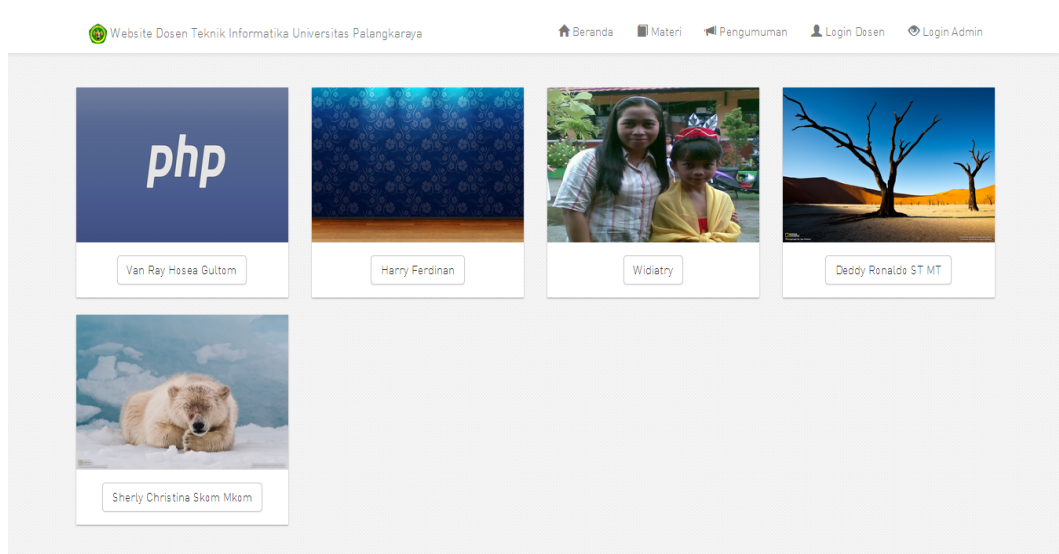 Website Dosen Teknik Informatika Universitas Palangkaraya
Beranda
Materi
Pengumuman
Login Dosen
Login Admin
php
Van Ray Hosea Gultom
Harry Ferdinan
Widiatry
Deddy Ronaldo ST MT
Sherly Christina Skom Mkom